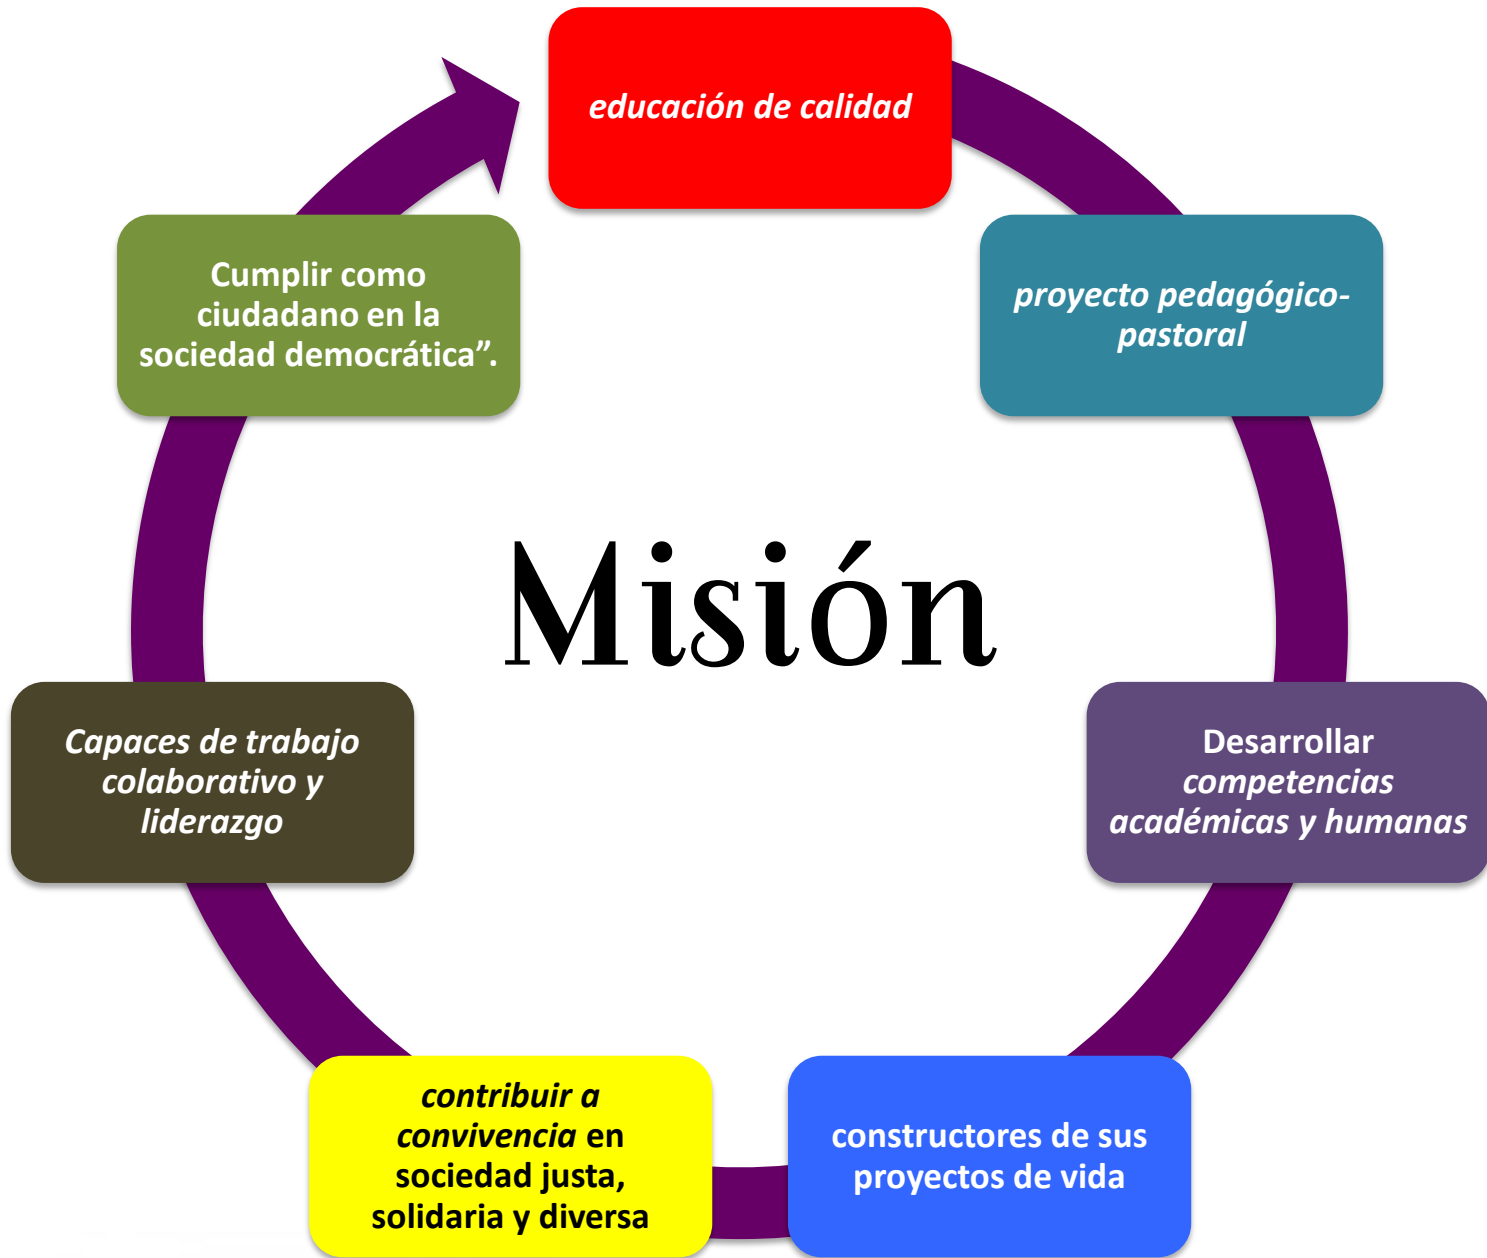 educación de calidad
proyecto pedagógico-
pastoral
Desarrollar
competencias
académicas y humanas
constructores de sus
proyectos de vida
contribuir a
convivencia en
sociedad justa,
solidaria y diversa
Capaces de trabajo
colaborativo y
liderazgo
Cumplir como
ciudadano en la
sociedad democrática”.
Misión